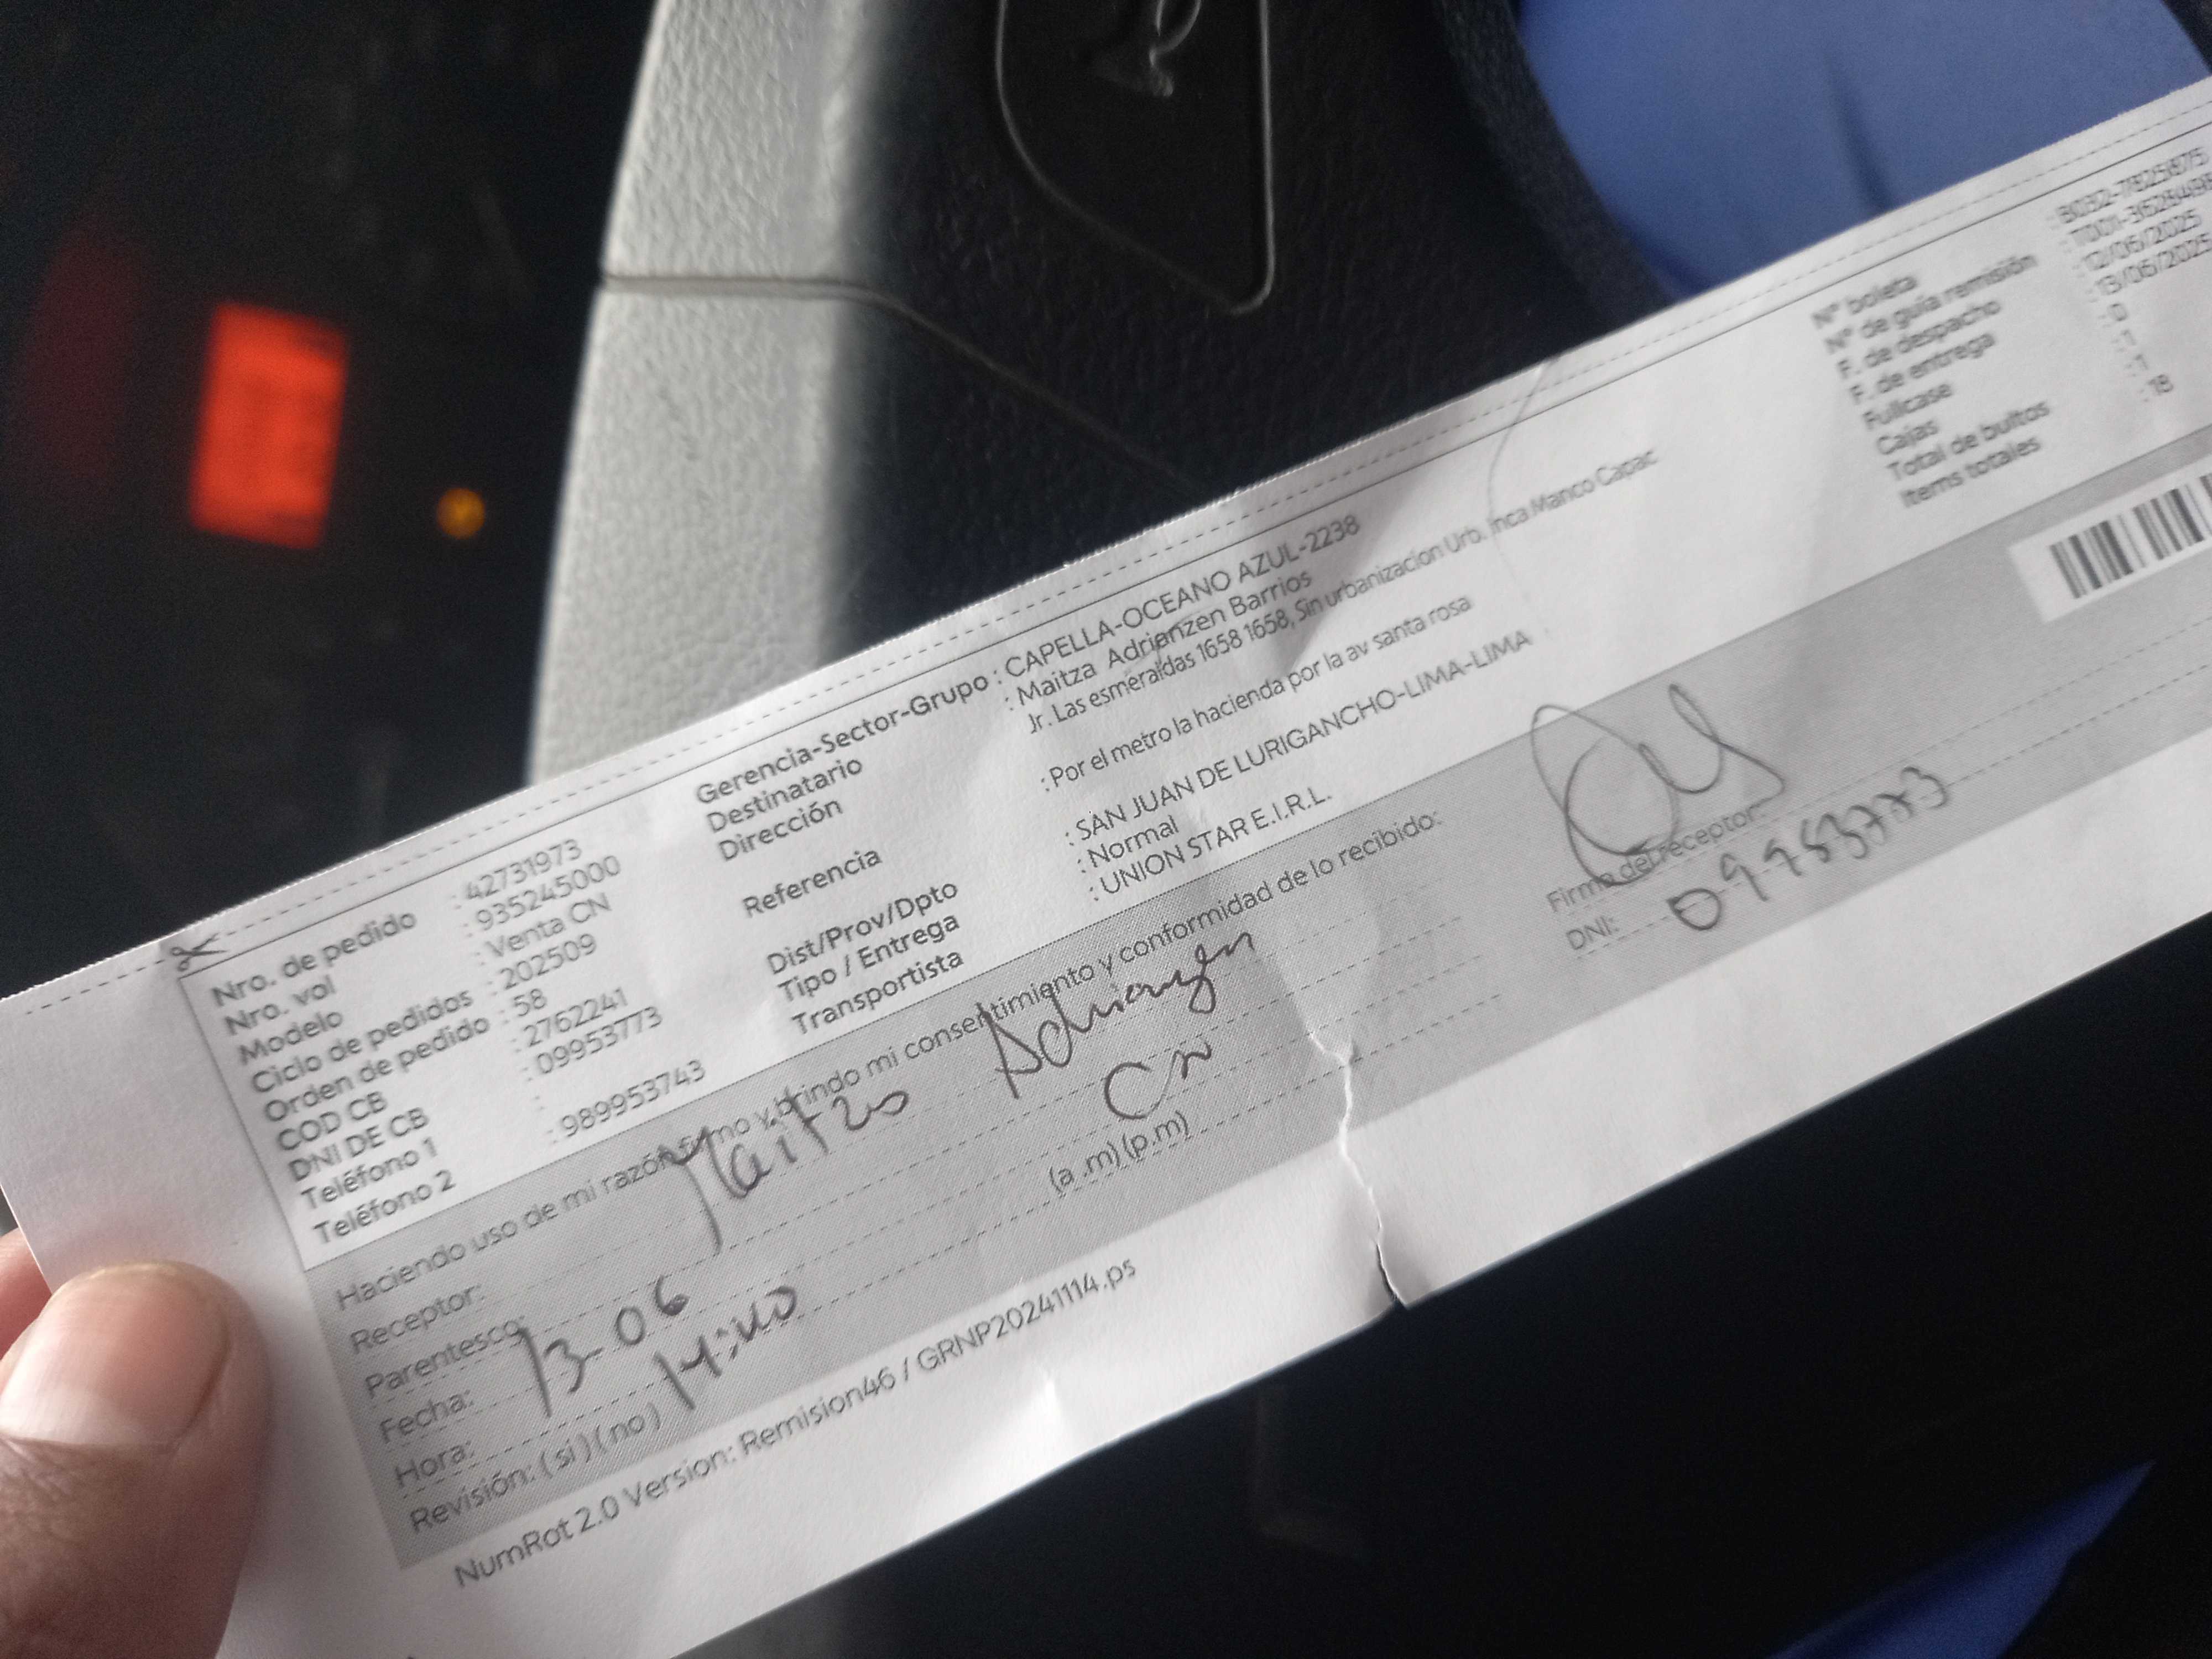 Nro. de pedido : 42731973
Nro. vol : 935245000
Modelo : Venta CN
Ciclo de pedidos : 202509
Orden de pedido : 58
COD CB : 2762241
DNI DE CB : 09953773
Teléfono 1 :
Teléfono 2 : 989953743
Gerencia-Sector-Grupo : CAPELLA-OCEANO AZUL-2238
Destinatario : Maitza Adrianzen Barrios
Dirección Jr. Las esmeraldas 1658 1658, Sin urbanizacion Urb. Inca Manco Capac
Referencia : Por el metro la hacienda por la av santa rosa
Dist/Prov/Dpto : SAN JUAN DE LURIGANCHO-LIMA-LIMA
Tipo / Entrega : Normal
Transportista : UNION STAR E.I.R.L.
N° boleta
N° de guía remisión
F. de despacho : 12/06/2025
F. de entrega : 13/06/2025
Fullcase : 0
Cajas
Total de bultos
Items totales : 18
Haciendo uso de mi razón firmo y brindo mi consentimiento y conformidad de lo recibido:
Receptor: Maitza Adrianzen
Parentesco:
Fecha: 13-06
Hora: 14:40 (a .m) (p.m)
Revisión: ( si ) ( no )
Firma del receptor:
DNI:
NumRot 2.0 Version: Remision46 / GRNP20241114.ps